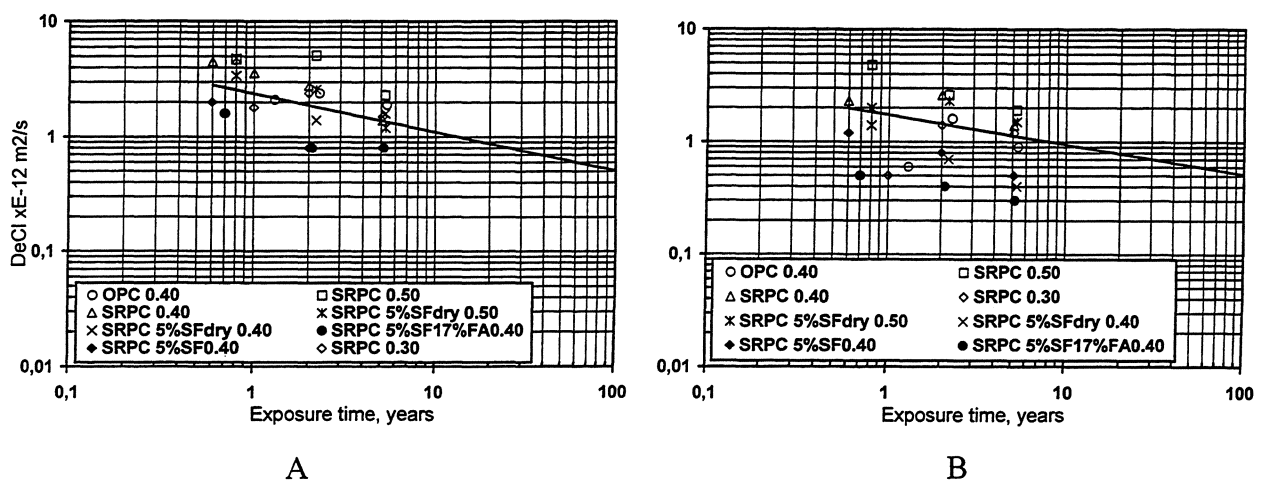 10
1
0,1
0,01
DeCl xE-12 m2/s
OPC 0.40
SRPC 0.50
SRPC 0.40
SRPC 5%SFdry 0.50
SRPC 5%SFdry 0.40
SRPC 5%SF17%FA0.40
SRPC 5%SF0.40
SRPC 0.30
0,1
1
10
100
Exposure time, years
A
10
1
0,1
0,01
OPC 0.40
SRPC 0.50
SRPC 0.40
SRPC 0.30
SRPC 5%SFdry 0.50
SRPC 5%SFdry 0.40
SRPC 5%SF0.40
SRPC 5%SF17%FA0.40
0,1
1
10
100
Exposure time, years
B